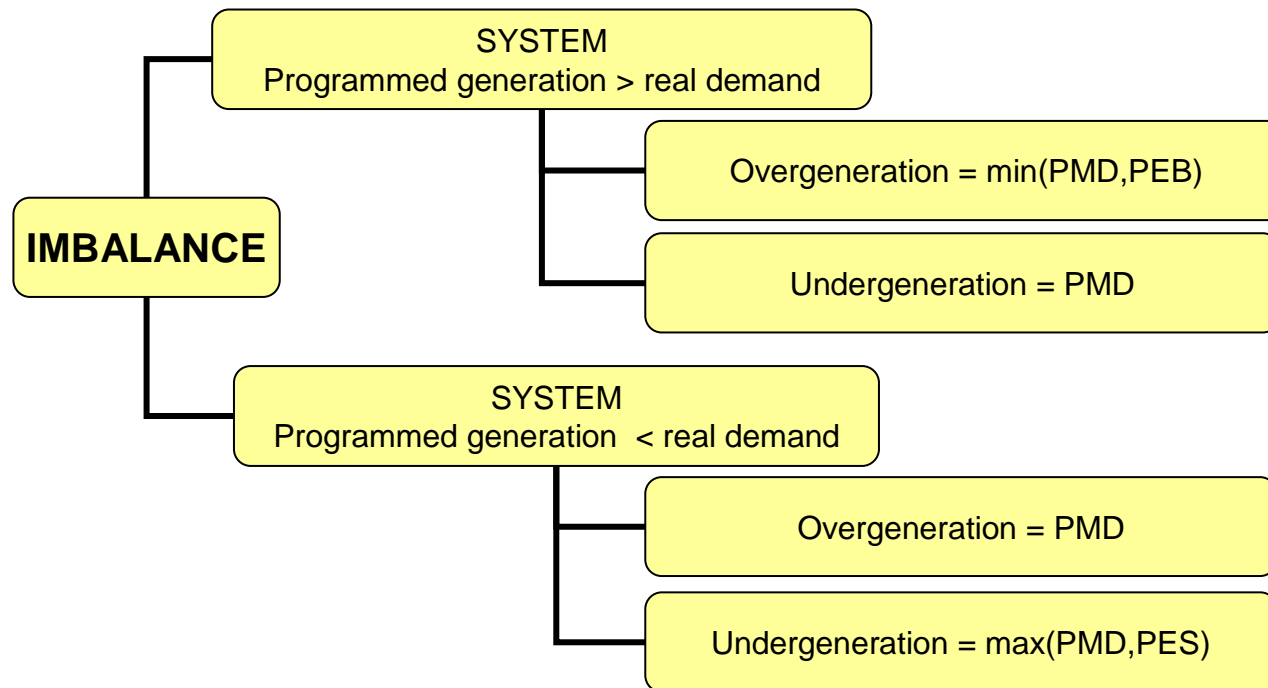 SYSTEM
Programmed generation > real demand
Overgeneration = min(PMD,PEB)
IMBALANCE
Undergeneration = PMD
SYSTEM
Programmed generation < real demand
Overgeneration = PMD
Undergeneration = max(PMD,PES)